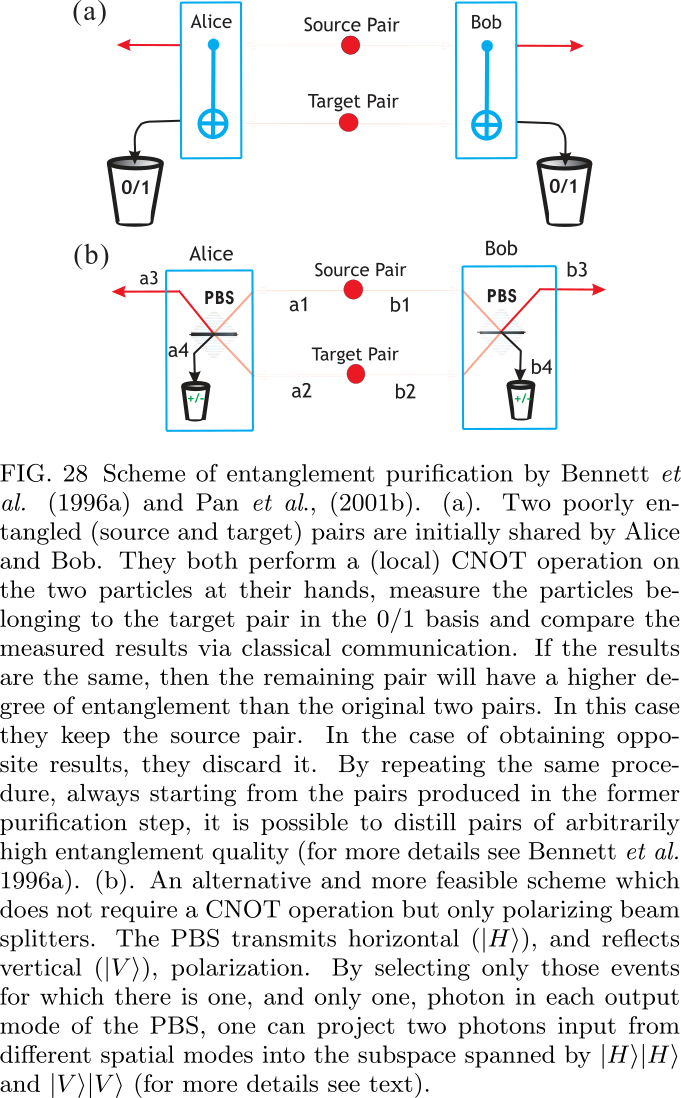 (a)
Alice
Source Pair
Bob
Target Pair
0/1
0/1
(b)
Alice
Bob
a3
Source Pair
b3
PBS
a1
b1
PBS
a4
Target Pair
b4
+/-
a2
b2
+/-
FIG. 28 Scheme of entanglement purification by Bennett et
al. (1996a) and Pan et al., (2001b). (a). Two poorly en-
tangled (source and target) pairs are initially shared by Alice
and Bob. They both perform a (local) CNOT operation on
the two particles at their hands, measure the particles be-
longing to the target pair in the 0/1 basis and compare the
measured results via classical communication. If the results
are the same, then the remaining pair will have a higher de-
gree of entanglement than the original two pairs. In this case
they keep the source pair. In the case of obtaining oppo-
site results, they discard it. By repeating the same proce-
dure, always starting from the pairs produced in the former
purification step, it is possible to distill pairs of arbitrarily
high entanglement quality (for more details see Bennett et al.
1996a). (b). An alternative and more feasible scheme which
does not require a CNOT operation but only polarizing beam
splitters. The PBS transmits horizontal (|H⟩), and reflects
vertical (|V⟩), polarization. By selecting only those events
for which there is one, and only one, photon in each output
mode of the PBS, one can project two photons input from
different spatial modes into the subspace spanned by |H⟩|H⟩
and |V⟩|V⟩ (for more details see text).